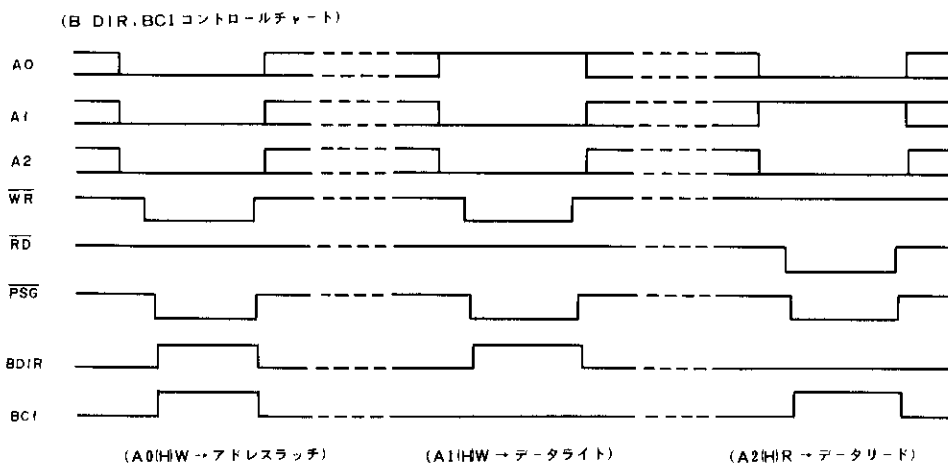 (B DIR, BC1 コントロールチャート)
A0
A1
A2
WR
RD
PSG
BDIR
BC1
(A0(H)W → アドレスラッチ) (A1(H)W → データライト) (A2(H)R → データリード)